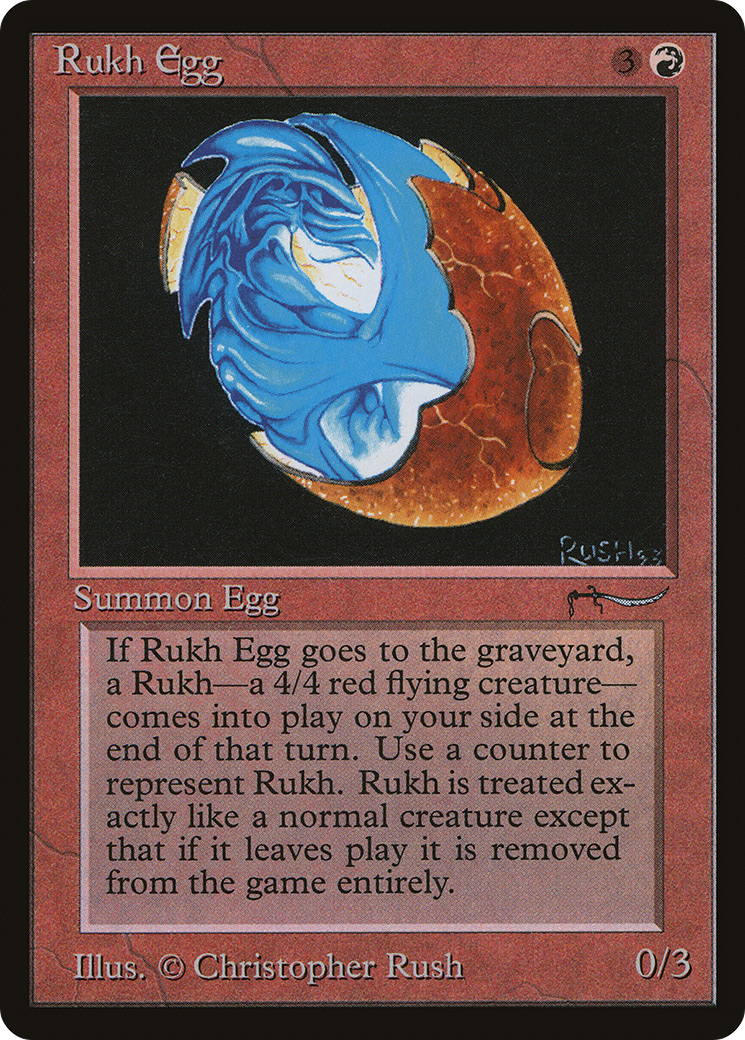 Rukh Egg 3
RUSH93
Summon Egg
If Rukh Egg goes to the graveyard,
a Rukh—a 4/4 red flying creature—
comes into play on your side at the
end of that turn. Use a counter to
represent Rukh. Rukh is treated ex-
actly like a normal creature except
that if it leaves play it is removed
from the game entirely.
Illus. © Christopher Rush 0/3